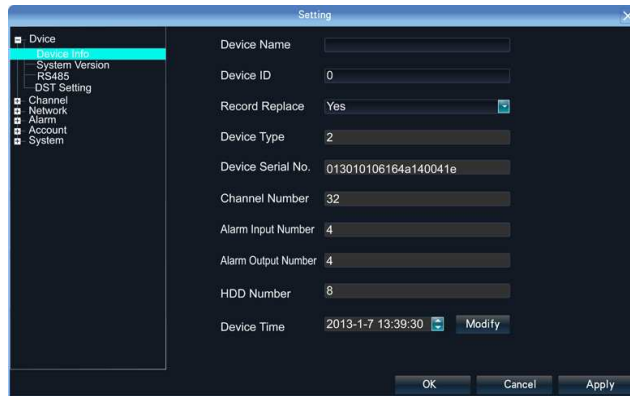 Setting
Dvice
Device Info
System Version
RS485
DST Setting
Channel
Network
Alarm
Account
System
Device Name
Device ID 0
Record Replace Yes
Device Type 2
Device Serial No. 013010106164a140041e
Channel Number 32
Alarm Input Number 4
Alarm Output Number 4
HDD Number 8
Device Time 2013-1-7 13:39:30 Modify
OK Cancel Apply